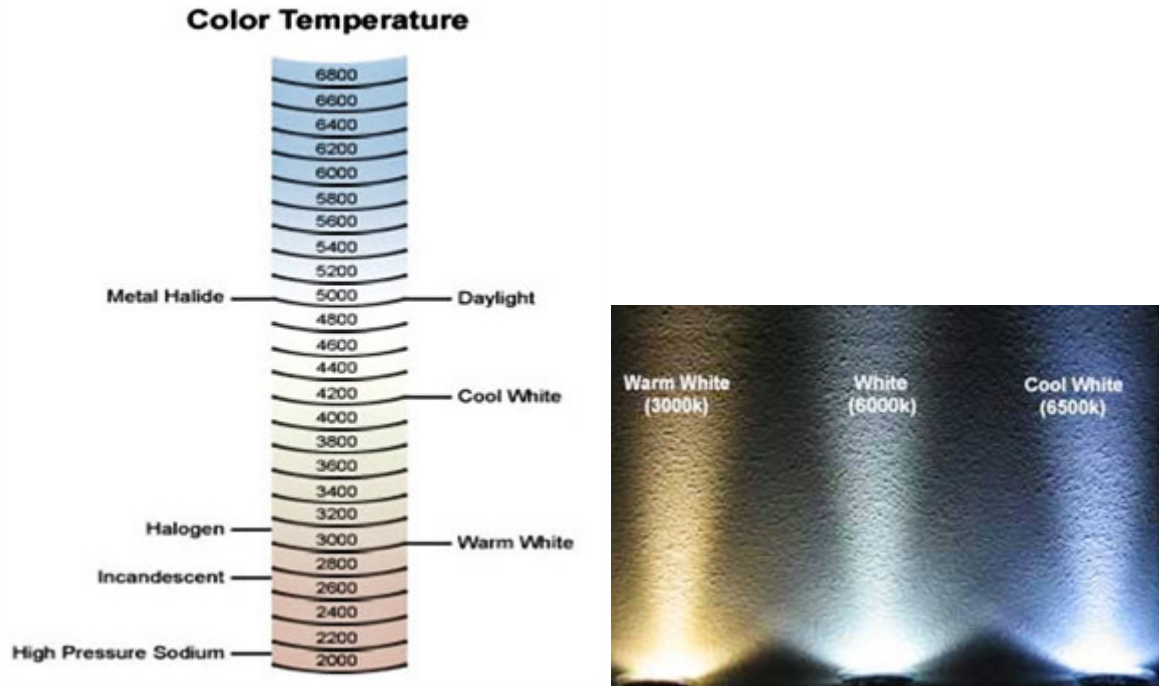 Color Temperature
6800
6600
6400
6200
6000
5800
5600
5400
5200
Metal Halide
5000
Daylight
4800
4600
4400
4200
Cool White
4000
3800
3600
3400
3200
Halogen
3000
Warm White
2800
Incandescent
2600
2400
2200
High Pressure Sodium
2000
Warm White
(3000k)
White
(6000k)
Cool White
(6500k)